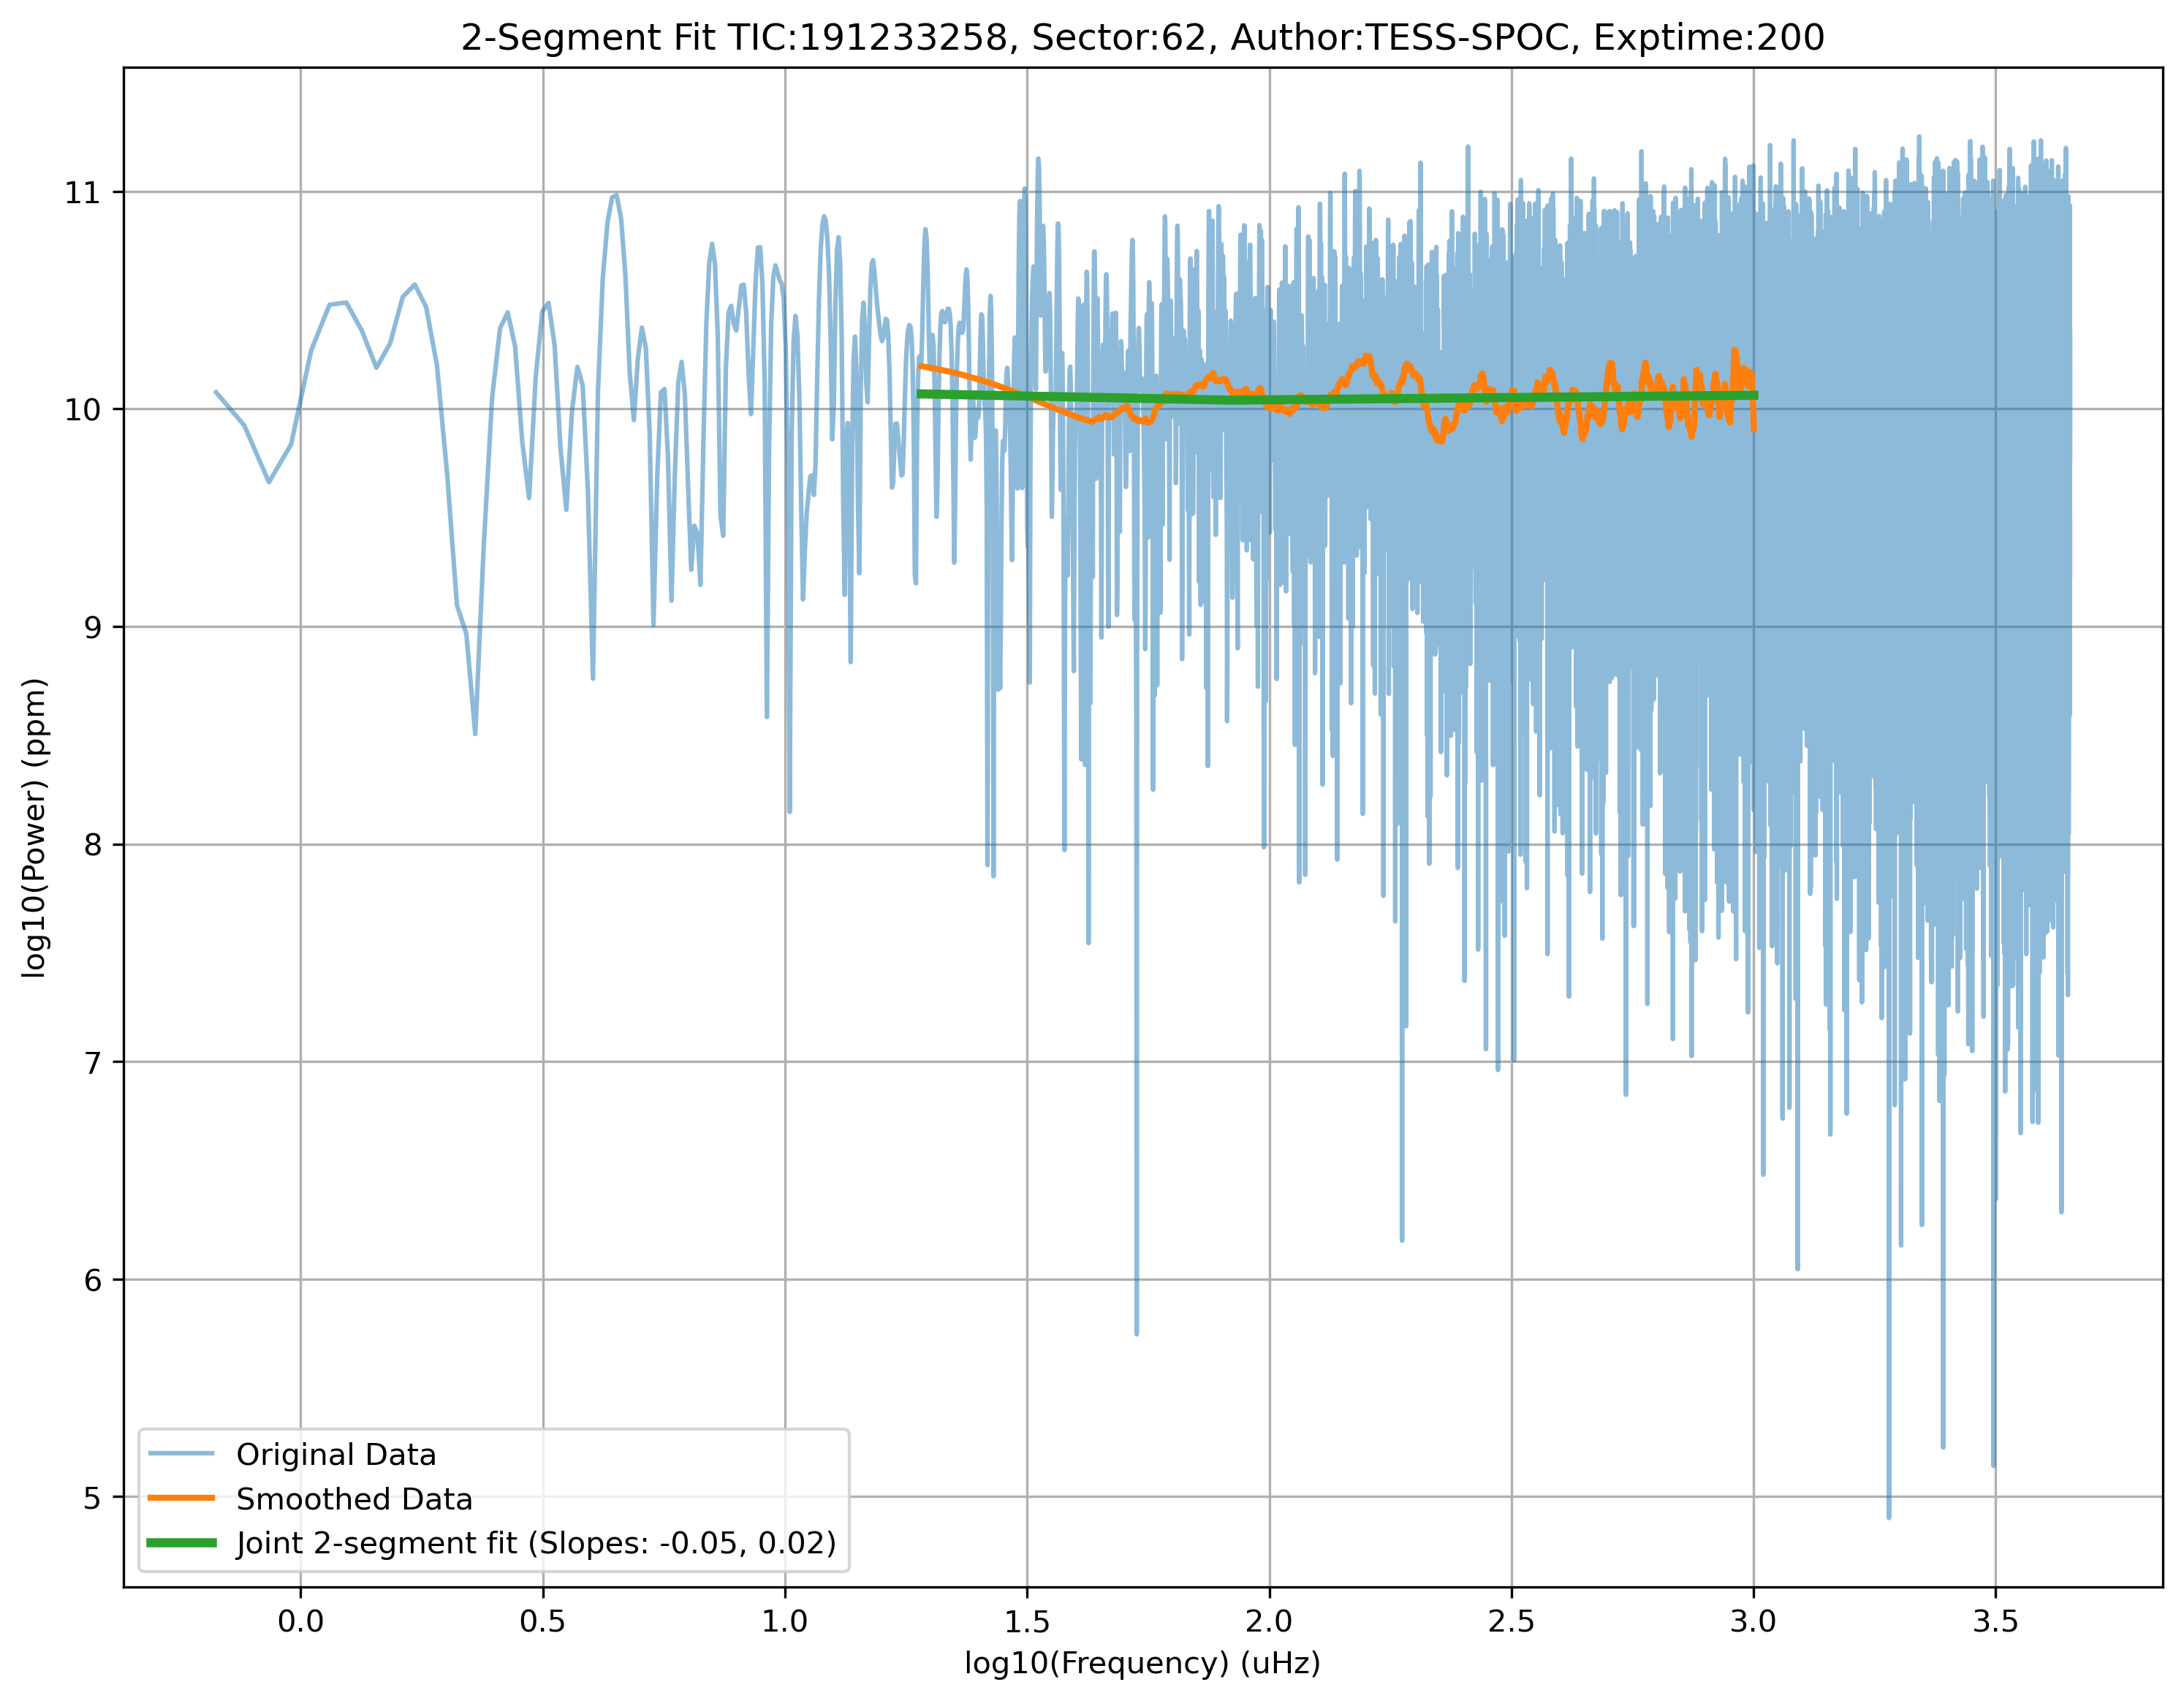 2-Segment Fit TIC:191233258, Sector:62, Author:TESS-SPOC, Exptime:200
log10(Power) (ppm)
11
10
9
8
7
6
5
Original Data
Smoothed Data
Joint 2-segment fit (Slopes: -0.05, 0.02)
0.0 0.5 1.0 1.5 2.0 2.5 3.0 3.5
log10(Frequency) (uHz)